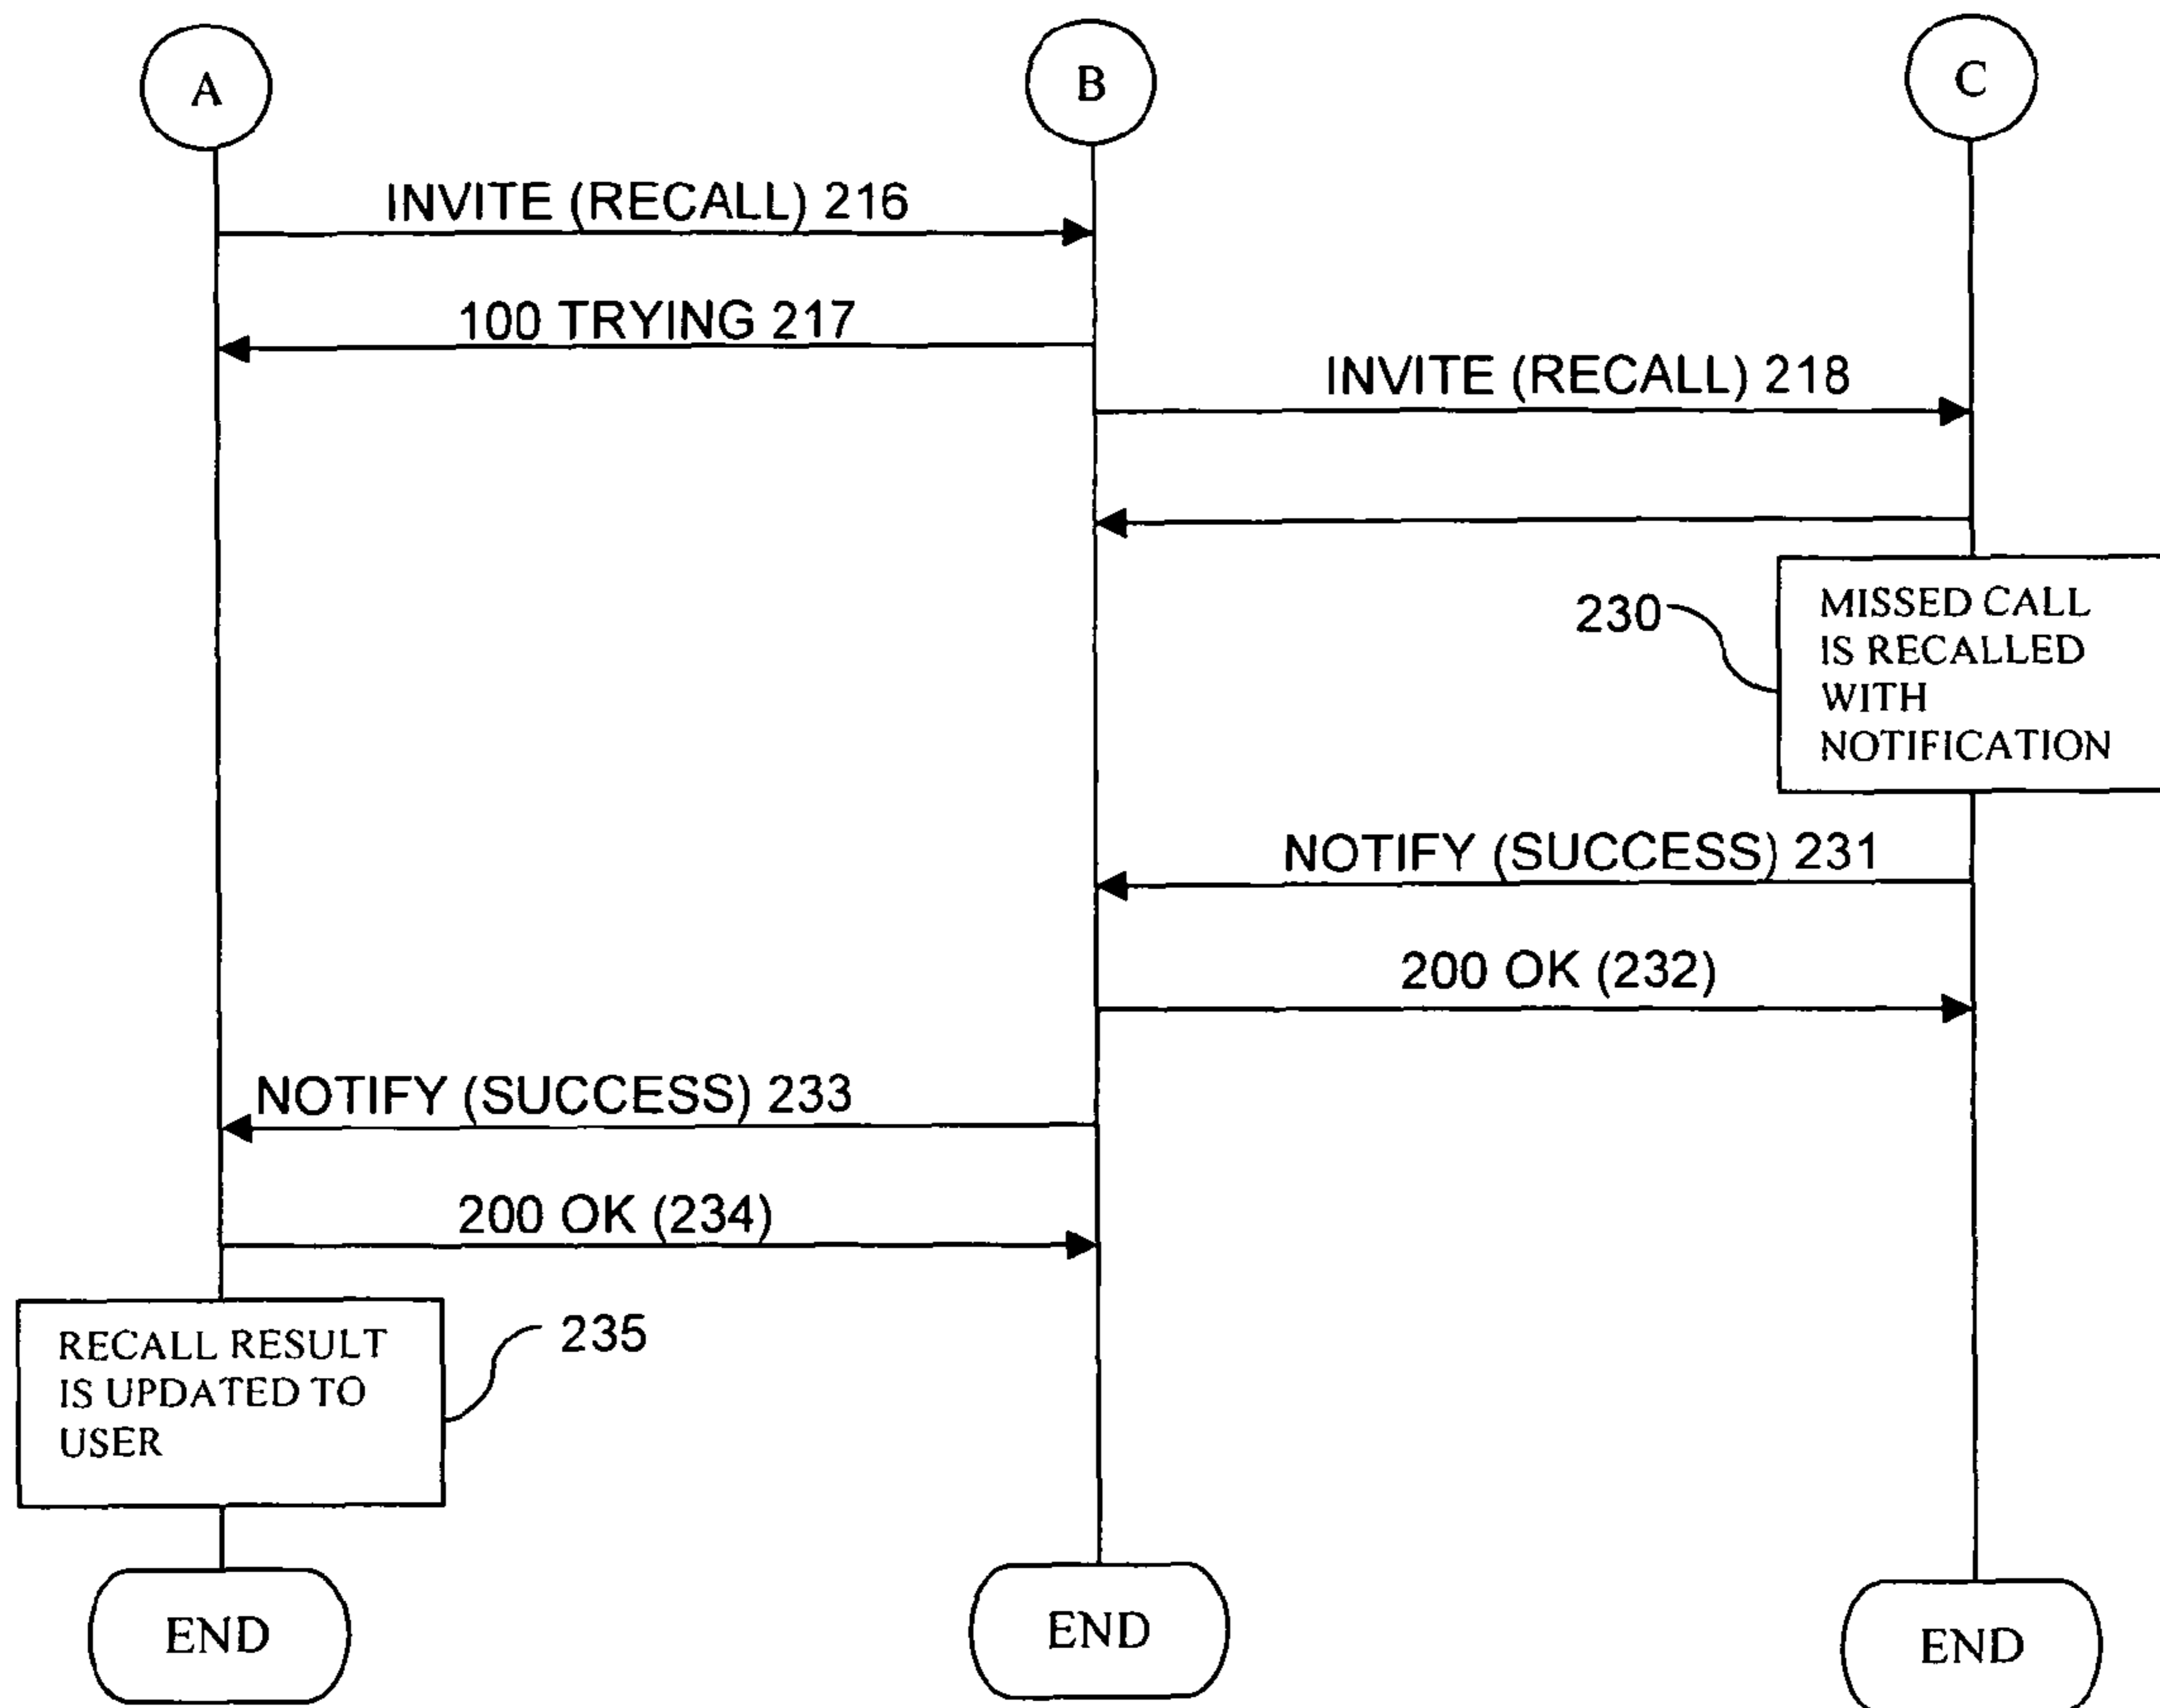 A
B
C
INVITE (RECALL) 216
100 TRYING 217
INVITE (RECALL) 218
230
MISSED CALL
IS RECALLED
WITH
NOTIFICATION
NOTIFY (SUCCESS) 231
200 OK (232)
NOTIFY (SUCCESS) 233
200 OK (234)
RECALL RESULT
IS UPDATED TO
USER
235
END
END
END